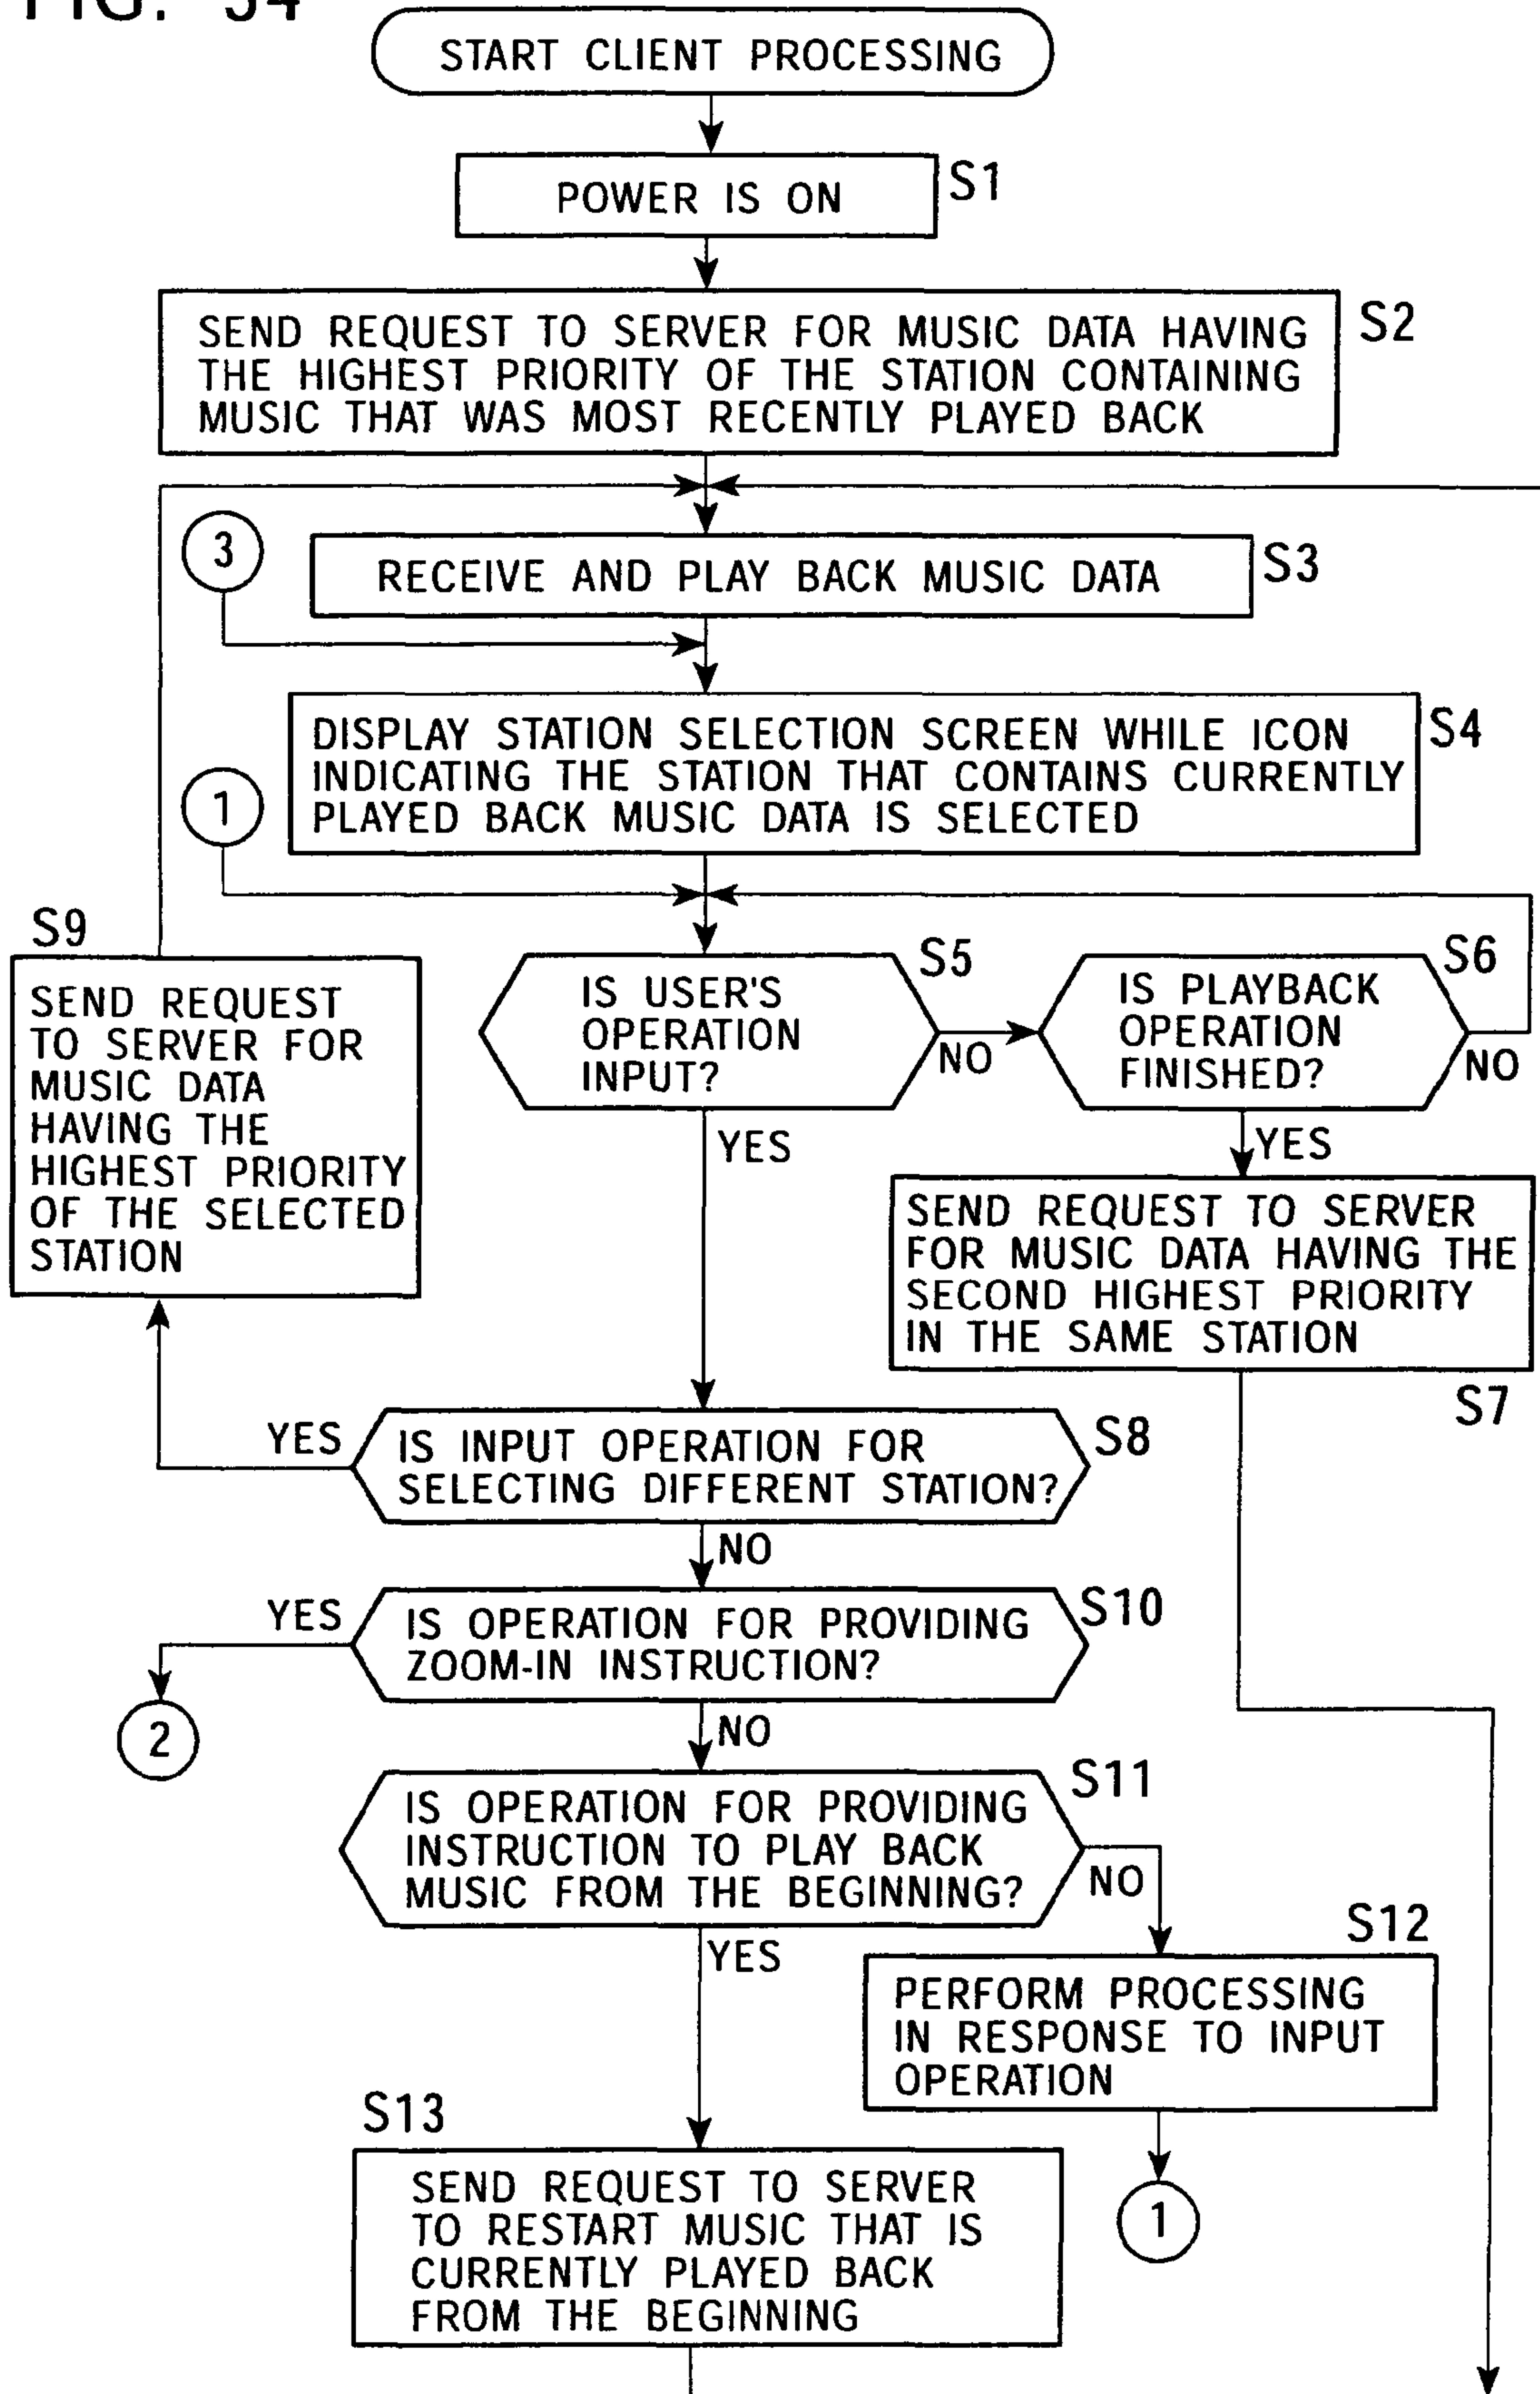 FIG. 34
START CLIENT PROCESSING
POWER IS ON
S1
SEND REQUEST TO SERVER FOR MUSIC DATA HAVING
THE HIGHEST PRIORITY OF THE STATION CONTAINING
MUSIC THAT WAS MOST RECENTLY PLAYED BACK
S2
3
RECEIVE AND PLAY BACK MUSIC DATA
S3
DISPLAY STATION SELECTION SCREEN WHILE ICON
INDICATING THE STATION THAT CONTAINS CURRENTLY
PLAYED BACK MUSIC DATA IS SELECTED
S4
1
S9
SEND REQUEST
TO SERVER FOR
MUSIC DATA
HAVING THE
HIGHEST PRIORITY
OF THE SELECTED
STATION
S5
IS USER'S
OPERATION
INPUT?
NO
YES
S6
IS PLAYBACK
OPERATION
FINISHED?
NO
YES
SEND REQUEST TO SERVER
FOR MUSIC DATA HAVING THE
SECOND HIGHEST PRIORITY
IN THE SAME STATION
S7
YES
IS INPUT OPERATION FOR
SELECTING DIFFERENT STATION?
S8
NO
YES
IS OPERATION FOR PROVIDING
ZOOM-IN INSTRUCTION?
S10
2
NO
IS OPERATION FOR PROVIDING
INSTRUCTION TO PLAY BACK
MUSIC FROM THE BEGINNING?
S11
NO
YES
S12
PERFORM PROCESSING
IN RESPONSE TO INPUT
OPERATION
1
S13
SEND REQUEST TO SERVER
TO RESTART MUSIC THAT IS
CURRENTLY PLAYED BACK
FROM THE BEGINNING